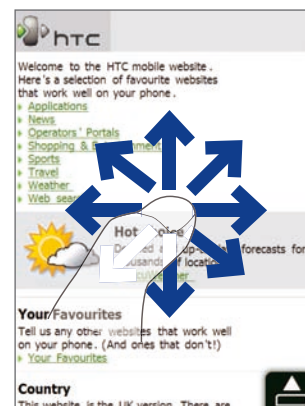 hTC
Welcome to the HTC mobile website.
Here's a selection of favourite websites
that work well on your phone.
Applications
News
Operators' Portals
Shopping &
Sports
Travel
Weather
Web
forecasts for
Your Favourites
Tell us any other websites that work well
on your phone. (And ones that don't!)
Your Favourites
Country
This website is the UK version. There are